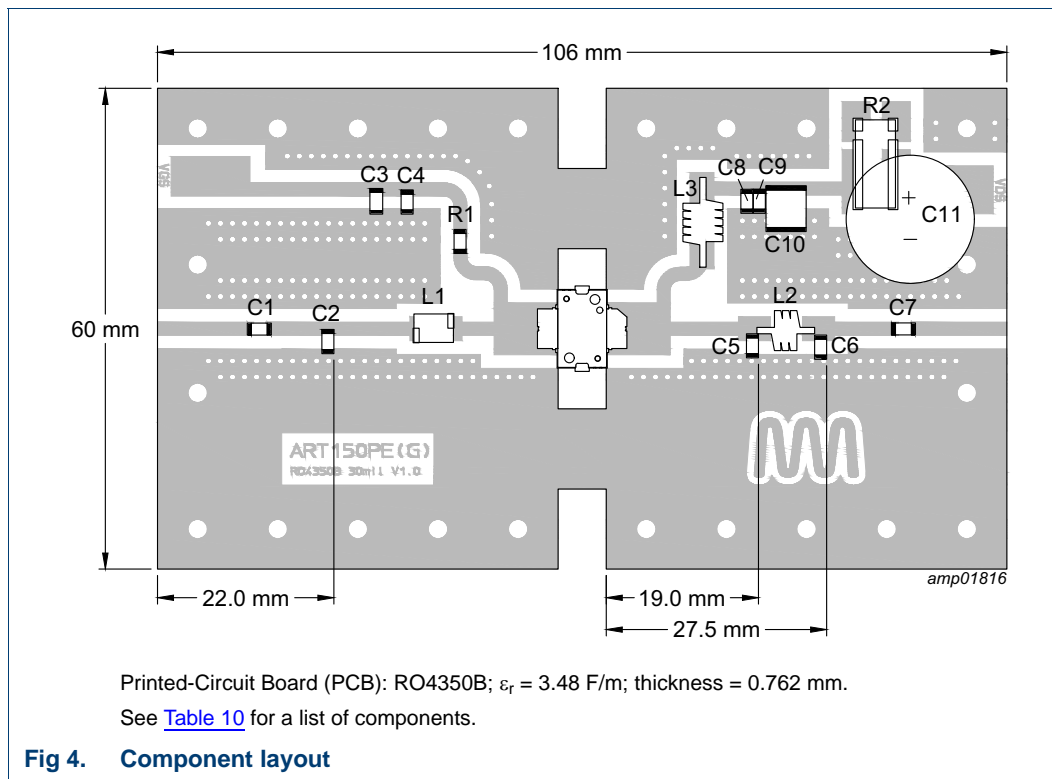 106 mm
R2
C3 C4
C8 C9
VGS
L3
VDS
+
R1
C10
C11
−
C1
C2
L1
L2
C7
60 mm
C5
C6
ART150PE(G)
RO4350B 30mil V1.0
amp01816
22.0 mm
19.0 mm
27.5 mm
Printed-Circuit Board (PCB): RO4350B; εr = 3.48 F/m; thickness = 0.762 mm.
See Table 10 for a list of components.
Fig 4. Component layout